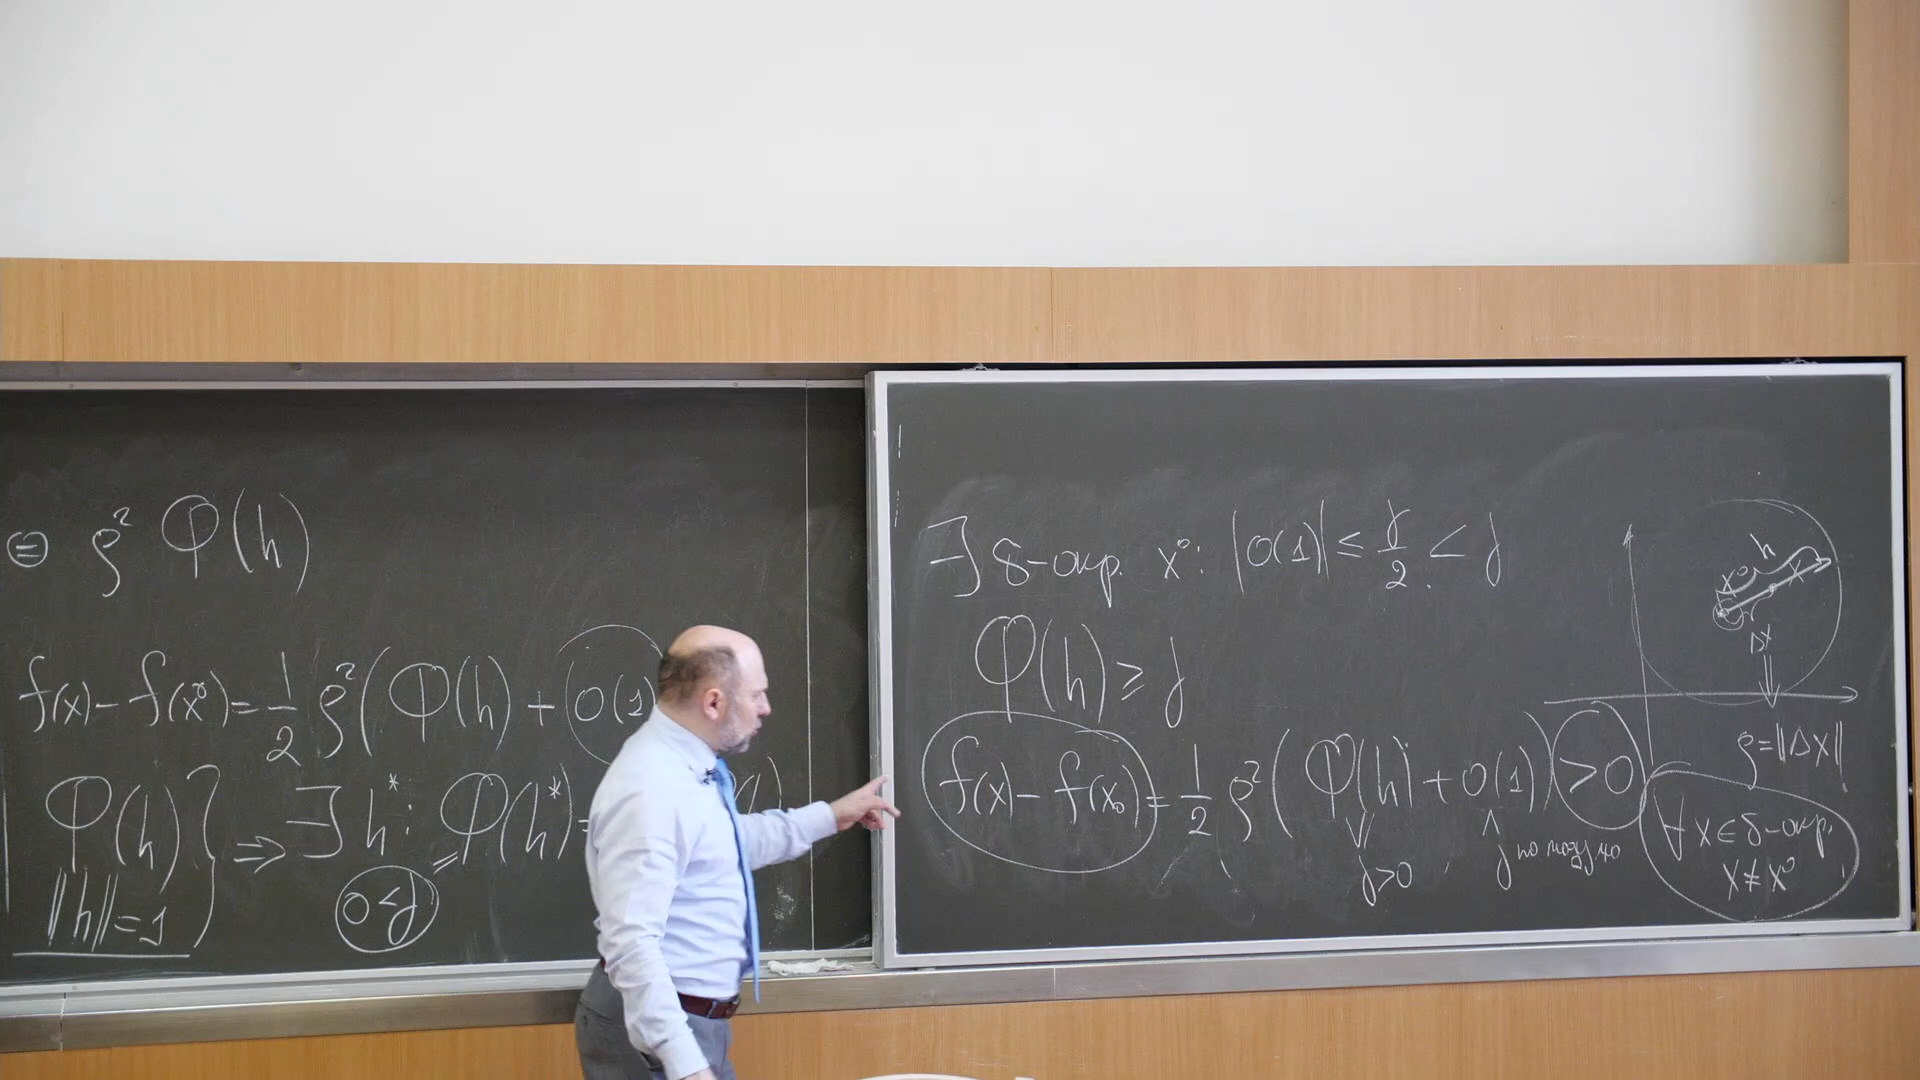 ⊜ ρ² Φ(h)
f(x) - f(x⁰) = 1/2 ρ² ( Φ(h) + o(1)
Φ(h) } ⇒ ∃ h*: Φ(h*) =
||h|| = 1
0 < γ =
∃ δ-окр. x⁰: |o(1)| ≤ γ/2 < γ
Φ(h) ≥ γ
f(x) - f(x₀) = 1/2 ρ² ( Φ(h) + o(1) ) > 0
γ > 0
γ по модулю
∀ x ∈ δ-окр.
x ≠ x⁰
h
x⁰
x
Δx
ρ = ||Δx||